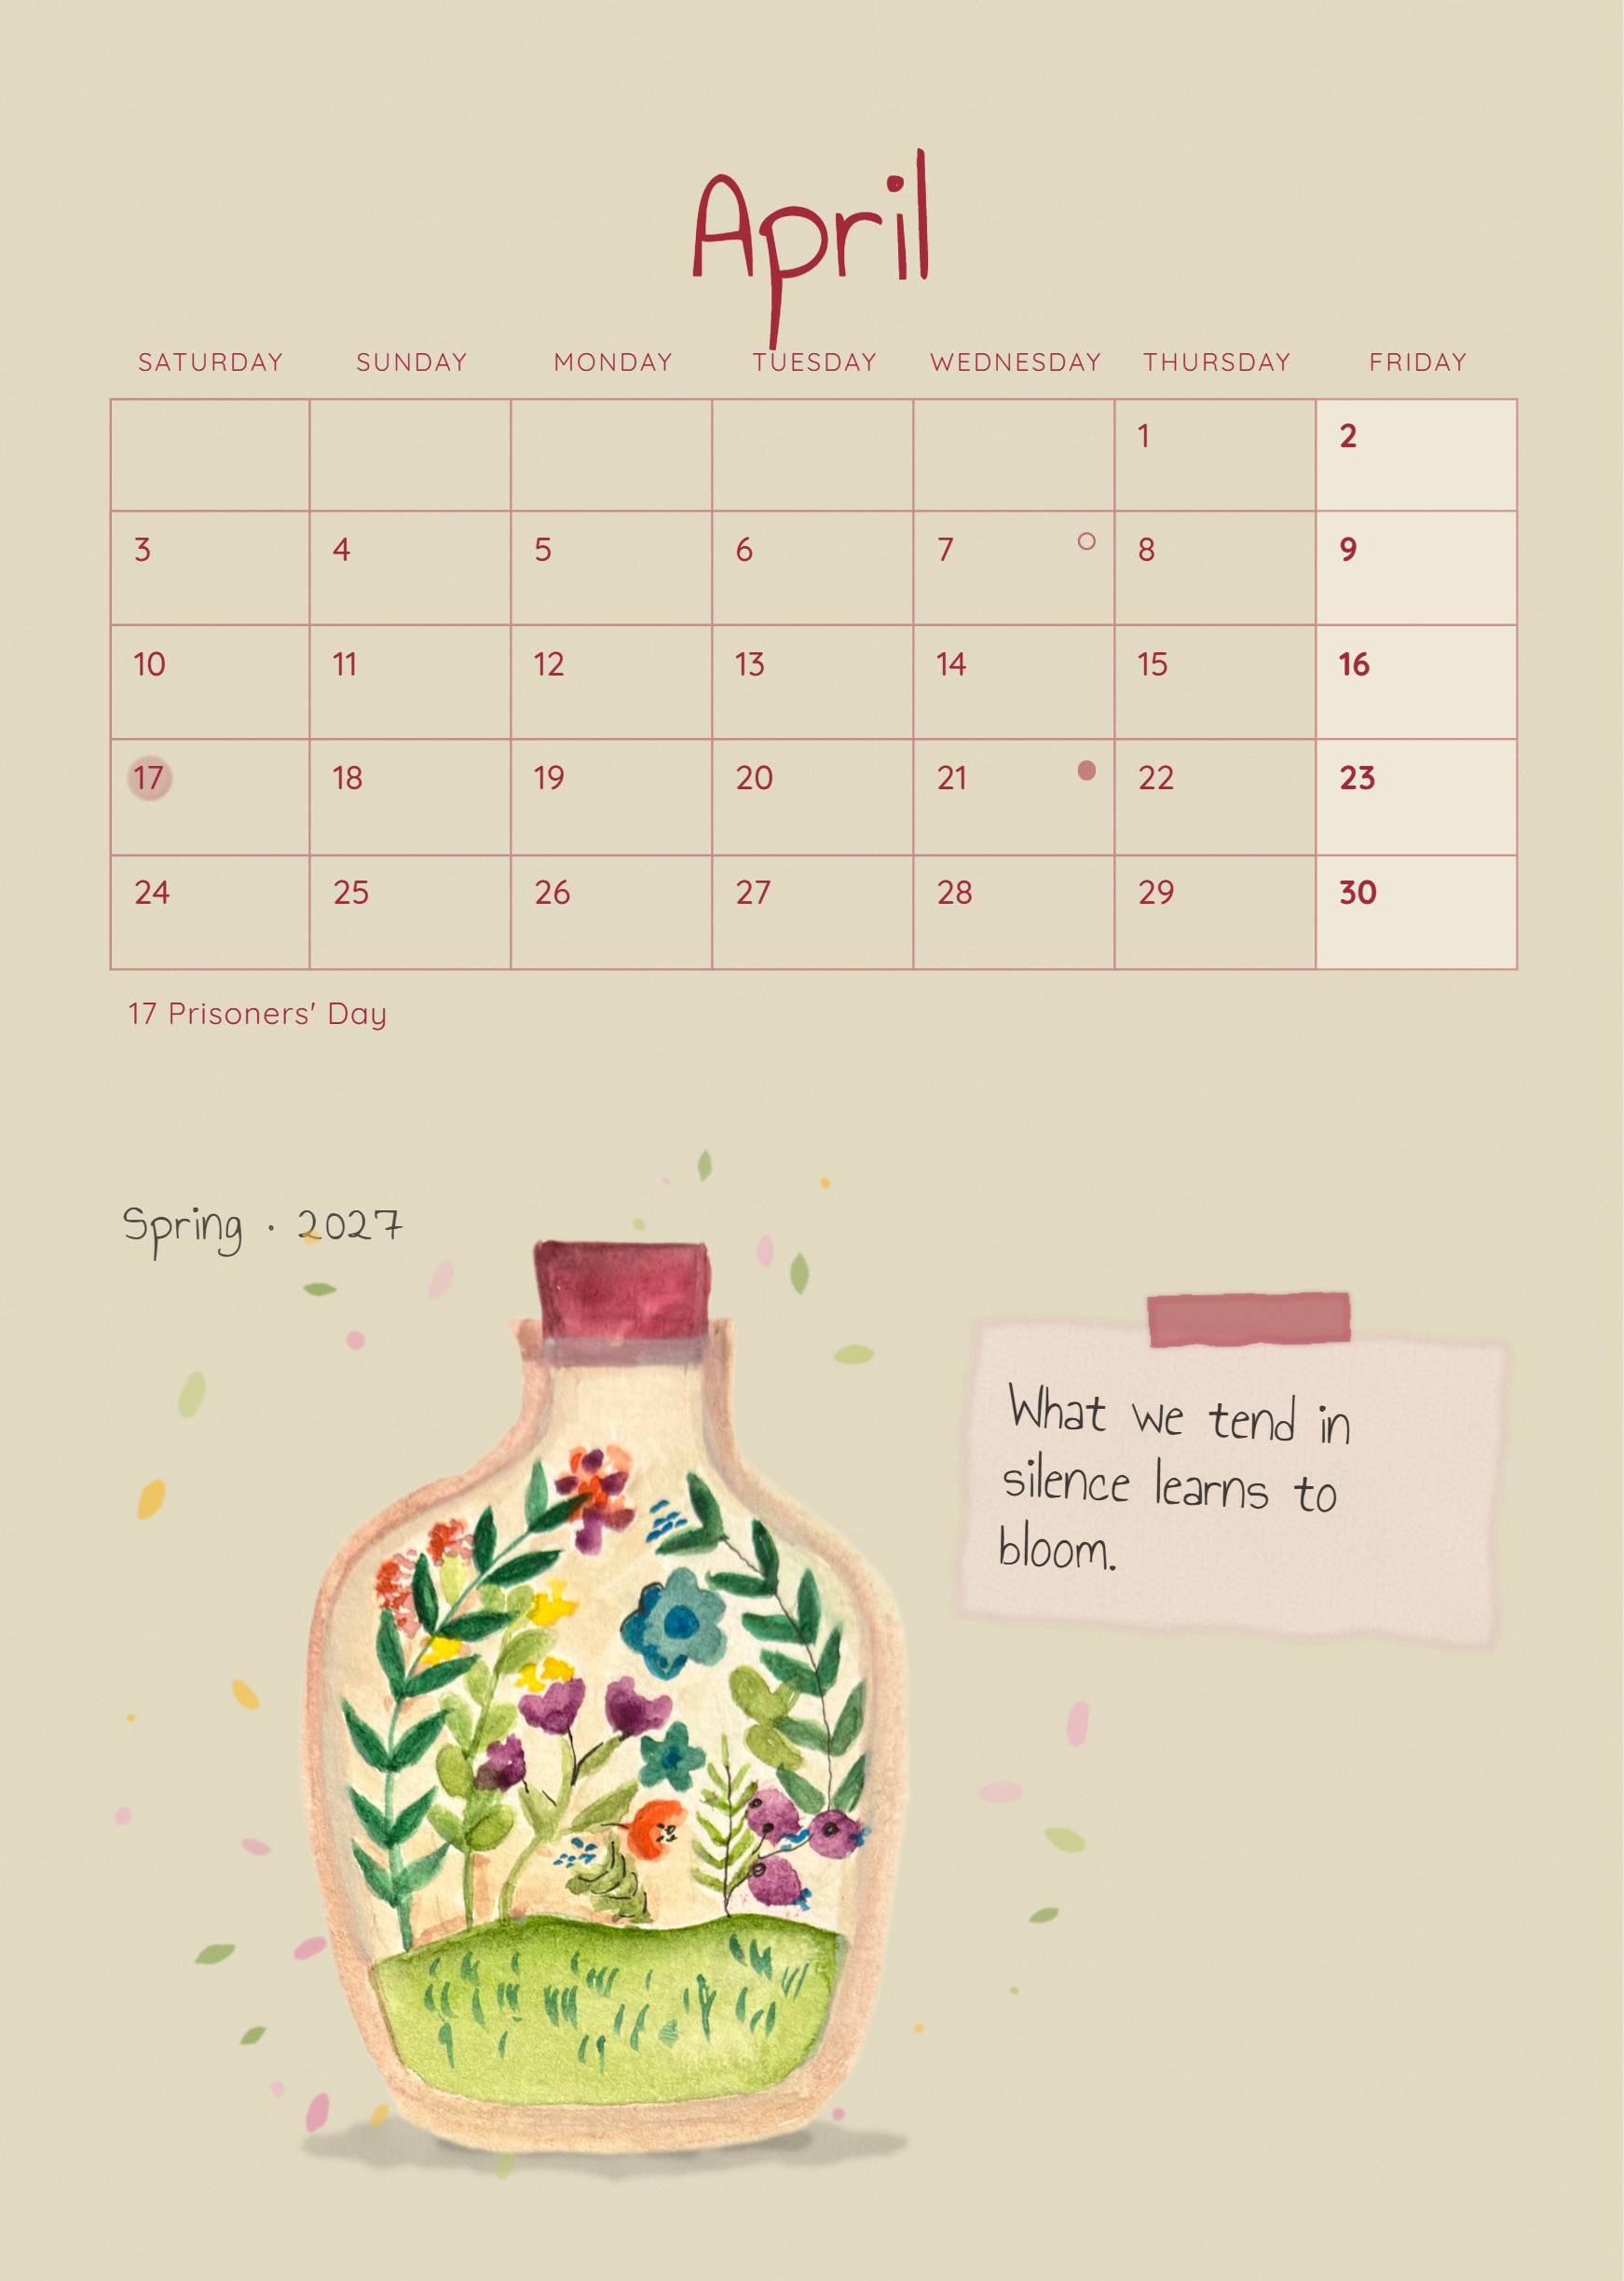 April
SATURDAY SUNDAY MONDAY TUESDAY WEDNESDAY THURSDAY FRIDAY
1 2
3 4 5 6 7 8 9
10 11 12 13 14 15 16
17 18 19 20 21 22 23
24 25 26 27 28 29 30
17 Prisoners' Day
Spring · 2027
What we tend in
silence learns to
bloom.